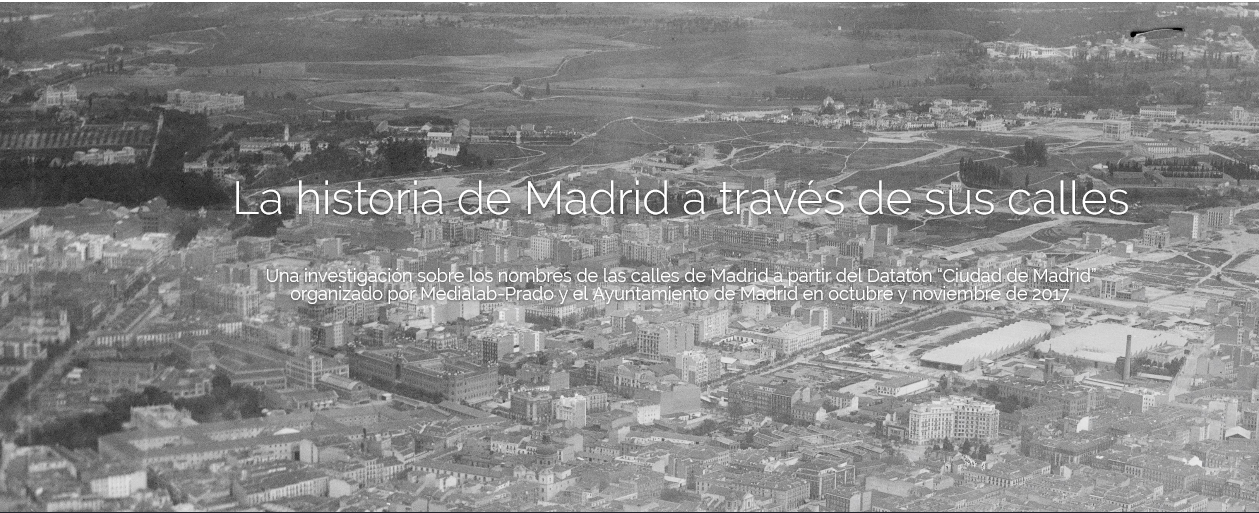 La historia de Madrid a través de sus calles
Una investigación sobre los nombres de las calles de Madrid a partir del Datatón "Ciudad de Madrid"
organizado por Medialab-Prado y el Ayuntamiento de Madrid en octubre y noviembre de 2017.